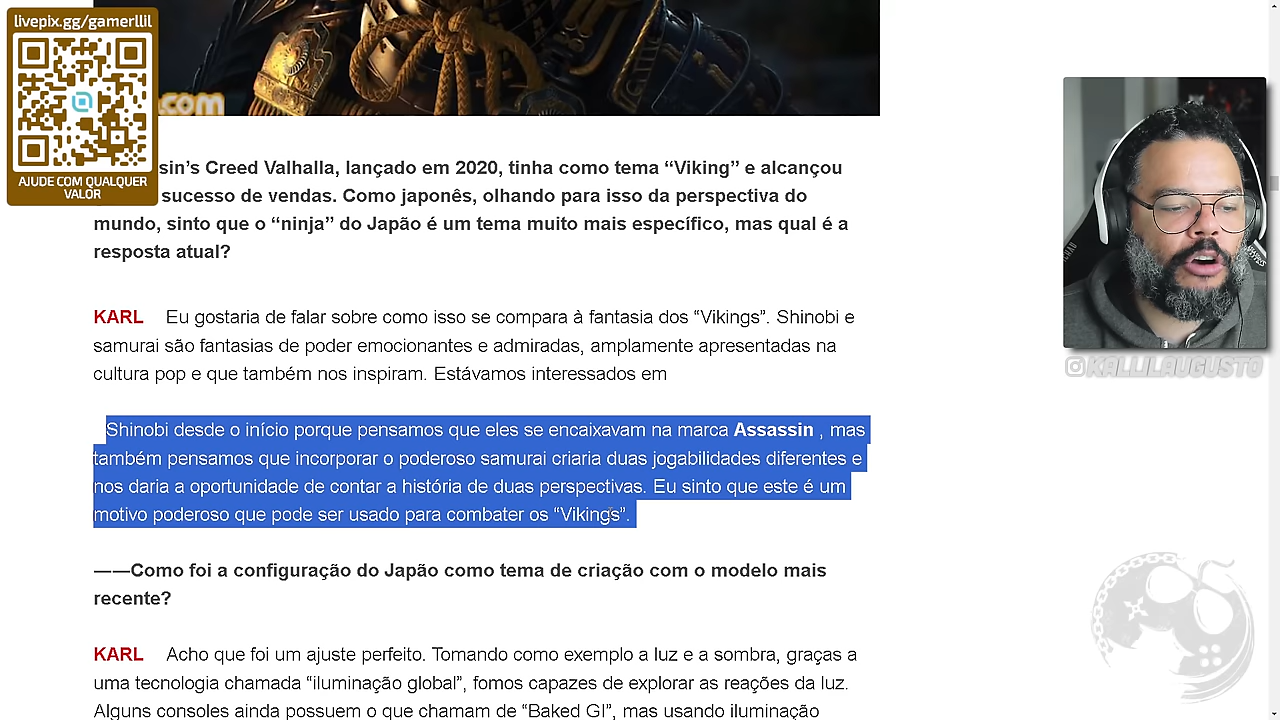 livepix.gg/gamerllil
AJUDE COM QUALQUER
VALOR
.com
sin’s Creed Valhalla, lançado em 2020, tinha como tema “Viking” e alcançou
sucesso de vendas. Como japonês, olhando para isso da perspectiva do
mundo, sinto que o “ninja” do Japão é um tema muito mais específico, mas qual é a
resposta atual?
KARL Eu gostaria de falar sobre como isso se compara à fantasia dos “Vikings”. Shinobi e
samurai são fantasias de poder emocionantes e admiradas, amplamente apresentadas na
cultura pop e que também nos inspiram. Estávamos interessados em
Shinobi desde o início porque pensamos que eles se encaixavam na marca Assassin , mas
também pensamos que incorporar o poderoso samurai criaria duas jogabilidades diferentes e
nos daria a oportunidade de contar a história de duas perspectivas. Eu sinto que este é um
motivo poderoso que pode ser usado para combater os “Vikings”.
——Como foi a configuração do Japão como tema de criação com o modelo mais
recente?
KARL Acho que foi um ajuste perfeito. Tomando como exemplo a luz e a sombra, graças a
uma tecnologia chamada “iluminação global”, fomos capazes de explorar as reações da luz.
Alguns consoles ainda possuem o que chamam de “Baked GI”, mas usando iluminação
KALLILAUGUSTO